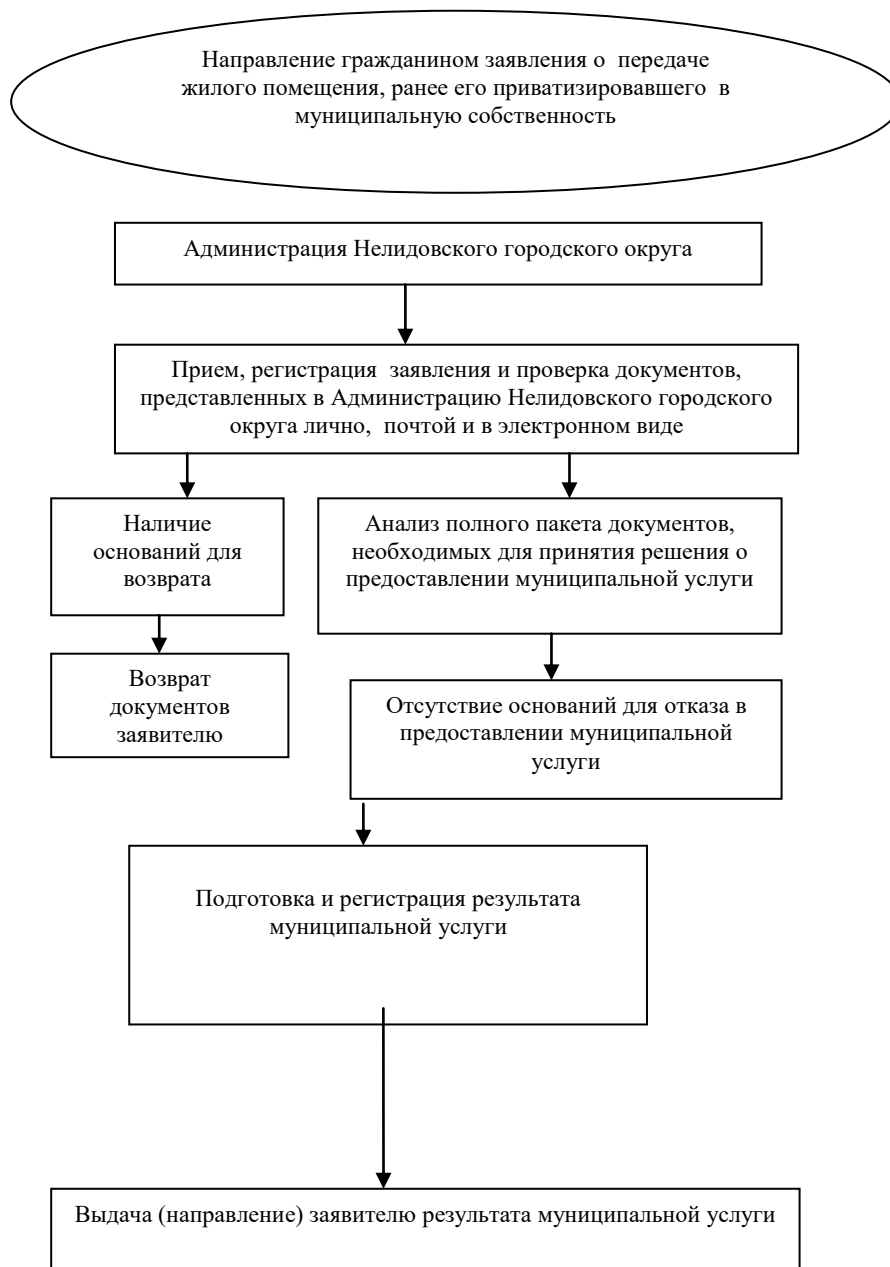 Направление гражданином заявления о передаче
жилого помещения, ранее его приватизировавшего в
муниципальную собственность
Администрация Нелидовского городского округа
Прием, регистрация заявления и проверка документов,
представленных в Администрацию Нелидовского городского
округа лично, почтой и в электронном виде
Наличие
оснований для
возврата
Анализ полного пакета документов,
необходимых для принятия решения о
предоставлении муниципальной услуги
Возврат
документов
заявителю
Отсутствие оснований для отказа в
предоставлении муниципальной
услуги
Подготовка и регистрация результата
муниципальной услуги
Выдача (направление) заявителю результата муниципальной услуги